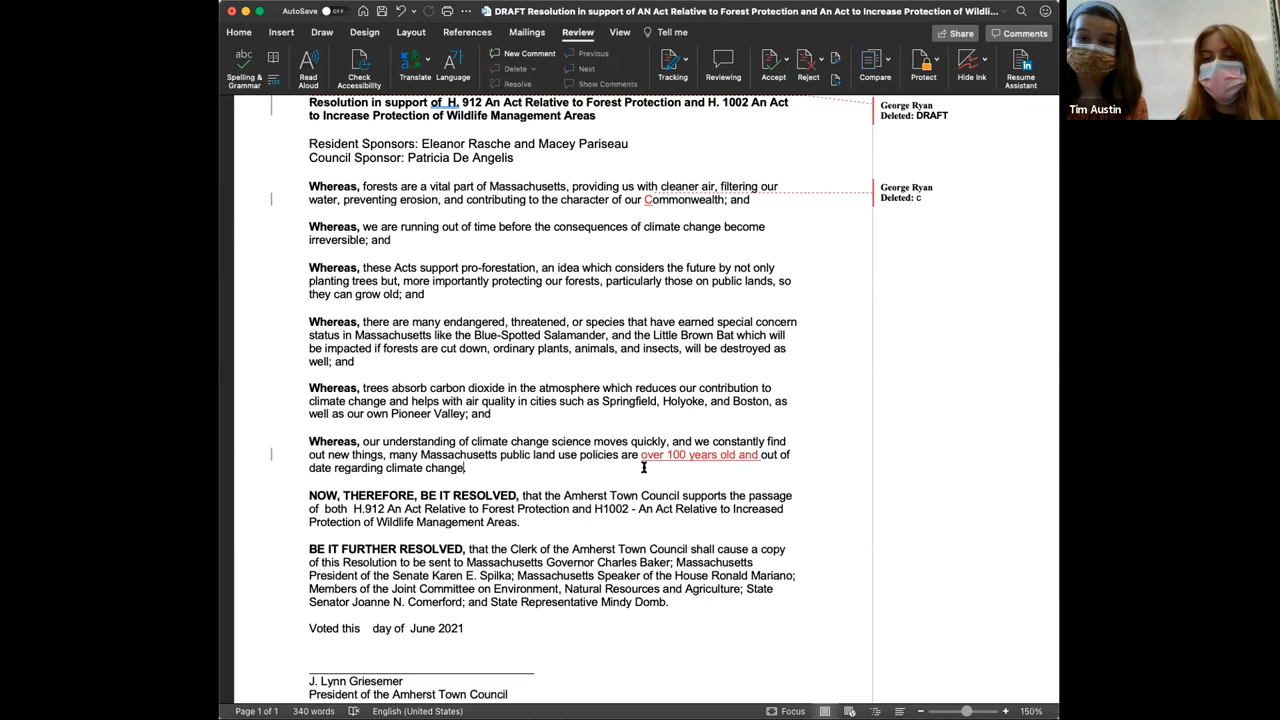 AutoSave OFF
DRAFT Resolution in support of AN Act Relative to Forest Protection and An Act to Increase Protection of Wildli...
Home Insert Draw Design Layout References Mailings Review View Tell me
Share Comments
Spelling & Grammar
Read Aloud
Check Accessibility
Translate
Language
New Comment
Delete
Resolve
Previous
Next
Show Comments
Tracking
Reviewing
Accept
Reject
Compare
Protect
Hide Ink
Resume Assistant
Resolution in support of H. 912 An Act Relative to Forest Protection and H. 1002 An Act
to Increase Protection of Wildlife Management Areas
Resident Sponsors: Eleanor Rasche and Macey Pariseau
Council Sponsor: Patricia De Angelis
Whereas, forests are a vital part of Massachusetts, providing us with cleaner air, filtering our
water, preventing erosion, and contributing to the character of our Commonwealth; and
Whereas, we are running out of time before the consequences of climate change become
irreversible; and
Whereas, these Acts support pro-forestation, an idea which considers the future by not only
planting trees but, more importantly protecting our forests, particularly those on public lands, so
they can grow old; and
Whereas, there are many endangered, threatened, or species that have earned special concern
status in Massachusetts like the Blue-Spotted Salamander, and the Little Brown Bat which will
be impacted if forests are cut down, ordinary plants, animals, and insects, will be destroyed as
well; and
Whereas, trees absorb carbon dioxide in the atmosphere which reduces our contribution to
climate change and helps with air quality in cities such as Springfield, Holyoke, and Boston, as
well as our own Pioneer Valley; and
Whereas, our understanding of climate change science moves quickly, and we constantly find
out new things, many Massachusetts public land use policies are over 100 years old and out of
date regarding climate change.
NOW, THEREFORE, BE IT RESOLVED, that the Amherst Town Council supports the passage
of both H.912 An Act Relative to Forest Protection and H1002 - An Act Relative to Increased
Protection of Wildlife Management Areas.
BE IT FURTHER RESOLVED, that the Clerk of the Amherst Town Council shall cause a copy
of this Resolution to be sent to Massachusetts Governor Charles Baker; Massachusetts
President of the Senate Karen E. Spilka; Massachusetts Speaker of the House Ronald Mariano;
Members of the Joint Committee on Environment, Natural Resources and Agriculture; State
Senator Joanne N. Comerford; and State Representative Mindy Domb.
Voted this day of June 2021
J. Lynn Griesemer
President of the Amherst Town Council
George Ryan
Deleted: DRAFT
George Ryan
Deleted: c
Tim Austin
Page 1 of 1 340 words English (United States) Focus 150%